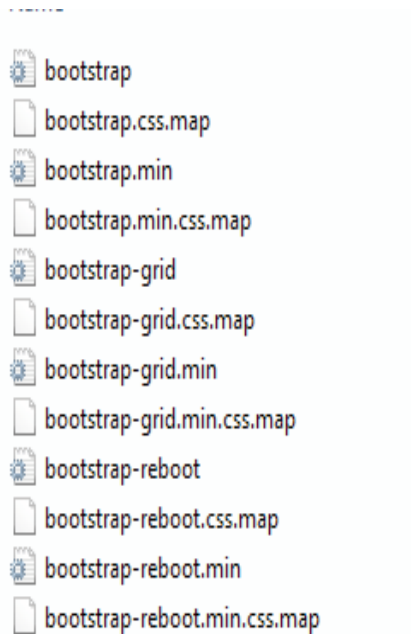 bootstrap
bootstrap.css.map
bootstrap.min
bootstrap.min.css.map
bootstrap-grid
bootstrap-grid.css.map
bootstrap-grid.min
bootstrap-grid.min.css.map
bootstrap-reboot
bootstrap-reboot.css.map
bootstrap-reboot.min
bootstrap-reboot.min.css.map